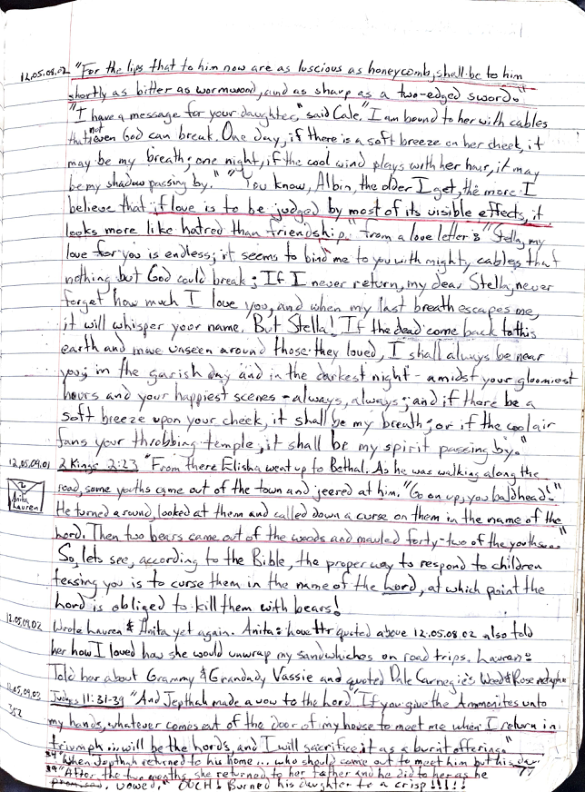 12.05.08.02 "For the lips that to him now are as luscious as honeycomb, shall be to him
shortly as bitter as wormwood, and as sharp as a two-edged sword."
"I have a message for your daughter," said Cale. "I am bound to her with cables
that not even God can break. One day, if there is a soft breeze on her cheek, it
may be my breath; one night, if the cool wind plays with her hair, it may
be my shadow passing by." "You know, Albin, the older I get, the more I
believe that if love is to be judged by most of its visible effects, it
looks more like hatred than friendship." from a love letter: "Stella, my
love for you is endless; it seems to bind me to you with mighty cables that
nothing but God could break; If I never return, my dear Stella, never
forget how much I love you, and when my last breath escapes me,
it will whisper your name. But Stella! If the dead come back to this
earth and move unseen around those they loved, I shall always be near
you; in the garish day and in the darkest night - amidst your gloomiest
hours and your happiest scenes - always, always; and if there be a
soft breeze upon your cheek, it shall be my breath; or if the cool air
fans your throbbing temple, it shall be my spirit passing by."
12.05.09.01 2 Kings 2:23 "From there Elisha went up to Bethal. As he was walking along the
2 Anita Lauren road, some youths came out of the town and jeered at him. "Go on up, you baldhead!"
He turned around, looked at them and called down a curse on them in the name of the
Lord. Then two bears came out of the woods and mauled forty-two of the youths..."
So, lets see, according to the Bible, the proper way to respond to children
teasing you is to curse them in the name of the Lord, at which point the
Lord is obliged to kill them with bears!
12.05.09.02 Wrote Lauren & Anita yet again. Anita: love ltr quoted above 12.05.08.02 also told
her how I loved how she would unwrap my sandwhiches on road trips. Lauren:
Told her about Grammy & Grandady Vassie and quoted Dale Carnegie's Wood & Rose metaphor
12.05.09.03 Judges 11:31-39 "And Jepthah made a vow to the Lord "If you give the Ammonites unto
352 my hands, whatever comes out of the door of my house to meet me when I return in
triumph... will be the Lords, and I will sacrifice it as a burnt offering."
34 "When Jepthah returned to his home... who should come out to meet him but his
39 "After the two months, she returned to her father and he did to her as he
promised, vowed." OUCH! Burned his daughter to a crisp!!!!!
77